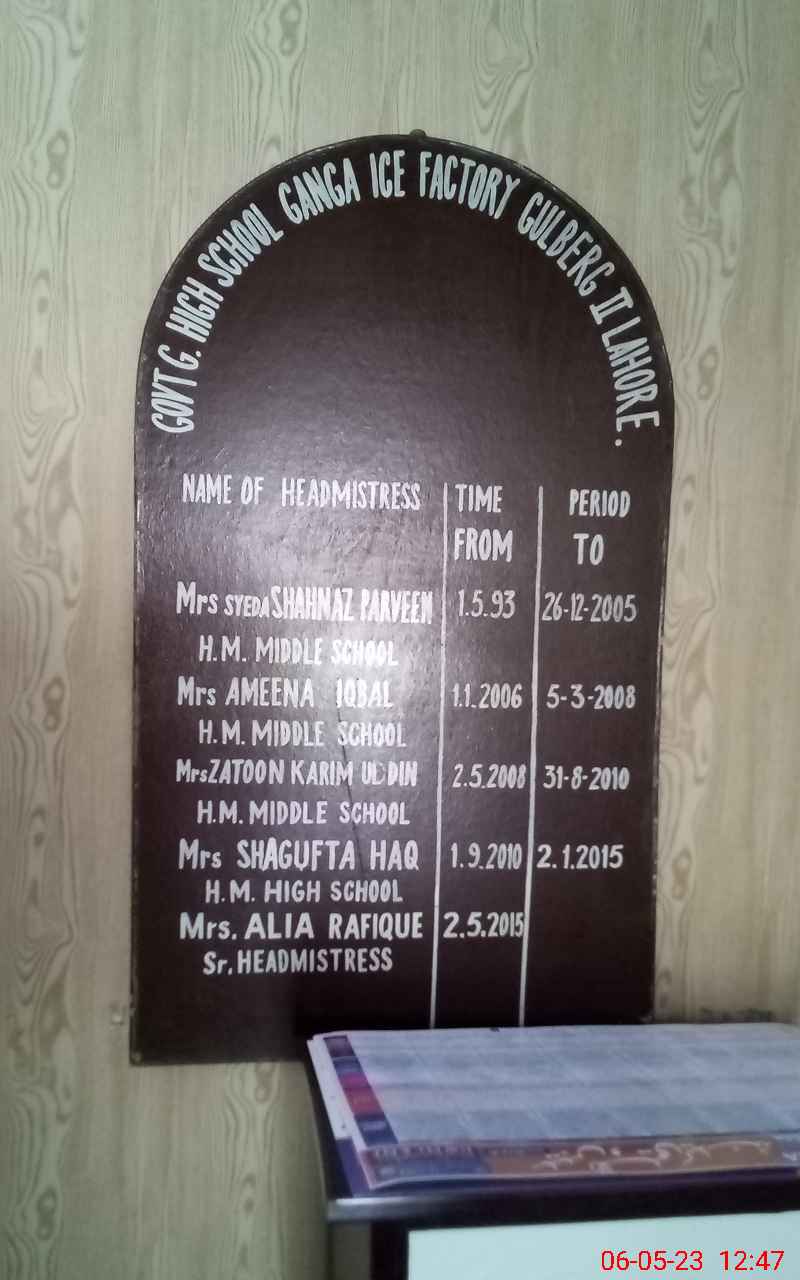 GOVT G. HIGH SCHOOL GANGA ICE FACTORY GULBERG II LAHORE.
NAME OF HEADMISTRESS TIME PERIOD
FROM TO
Mrs SYEDA SHAHNAZ PARVEEN 1.5.93 26-12-2005
H.M. MIDDLE SCHOOL
Mrs AMEENA IQBAL 1.1.2006 5-3-2008
H.M. MIDDLE SCHOOL
Mrs ZATOON KARIM UDDIN 2.5.2008 31-8-2010
H.M. MIDDLE SCHOOL
Mrs SHAGUFTA HAQ 1.9.2010 2.1.2015
H.M. HIGH SCHOOL
Mrs. ALIA RAFIQUE 2.5.2015
Sr. HEADMISTRESS
06-05-23 12:47